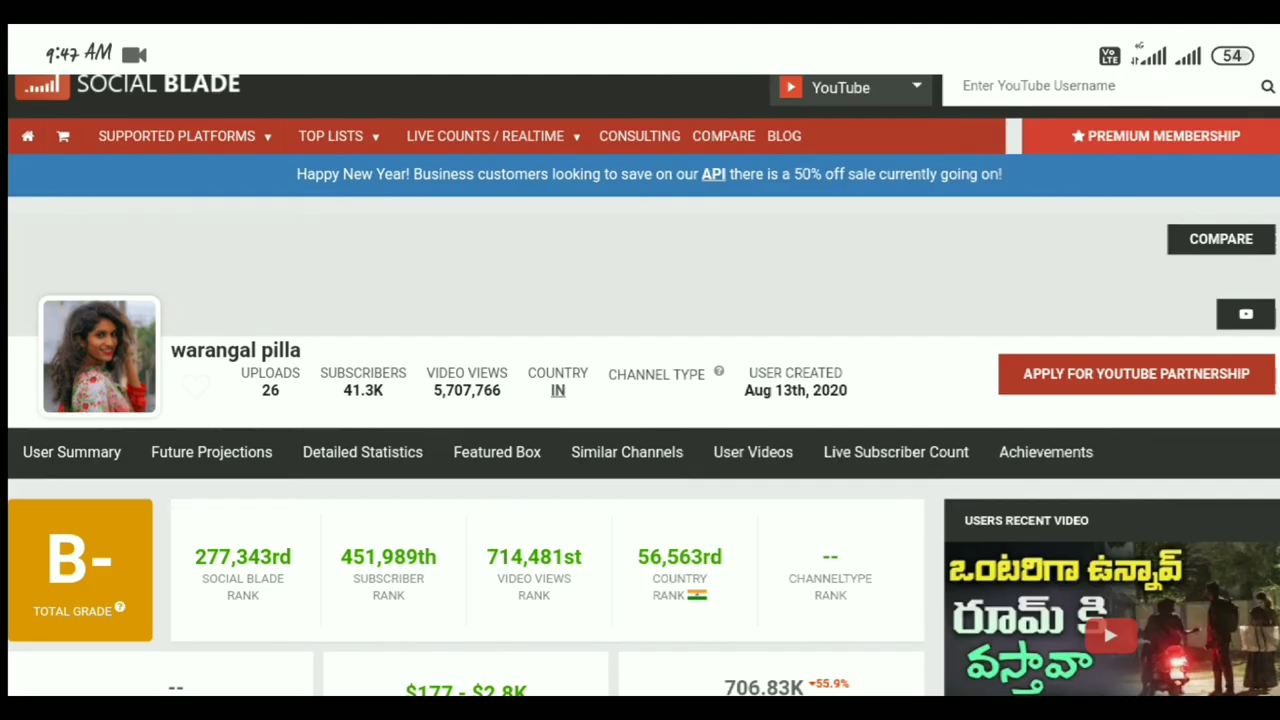 9:47 AM
Vo LTE 4G 54
SOCIAL BLADE
YouTube
Enter YouTube Username
SUPPORTED PLATFORMS ▼ TOP LISTS ▼ LIVE COUNTS / REALTIME ▼ CONSULTING COMPARE BLOG
★ PREMIUM MEMBERSHIP
Happy New Year! Business customers looking to save on our API there is a 50% off sale currently going on!
COMPARE
warangal pilla
UPLOADS SUBSCRIBERS VIDEO VIEWS COUNTRY CHANNEL TYPE ? USER CREATED
26 41.3K 5,707,766 IN Aug 13th, 2020
APPLY FOR YOUTUBE PARTNERSHIP
User Summary Future Projections Detailed Statistics Featured Box Similar Channels User Videos Live Subscriber Count Achievements
B-
TOTAL GRADE ?
277,343rd 451,989th 714,481st 56,563rd --
SOCIAL BLADE SUBSCRIBER VIDEO VIEWS COUNTRY CHANNELTYPE
RANK RANK RANK RANK RANK
USERS RECENT VIDEO
ఒంటరిగా ఉన్నావ్
రూమ్ కి
వస్తావా
-- $177 - $2.8K 706.83K ▾55.9%